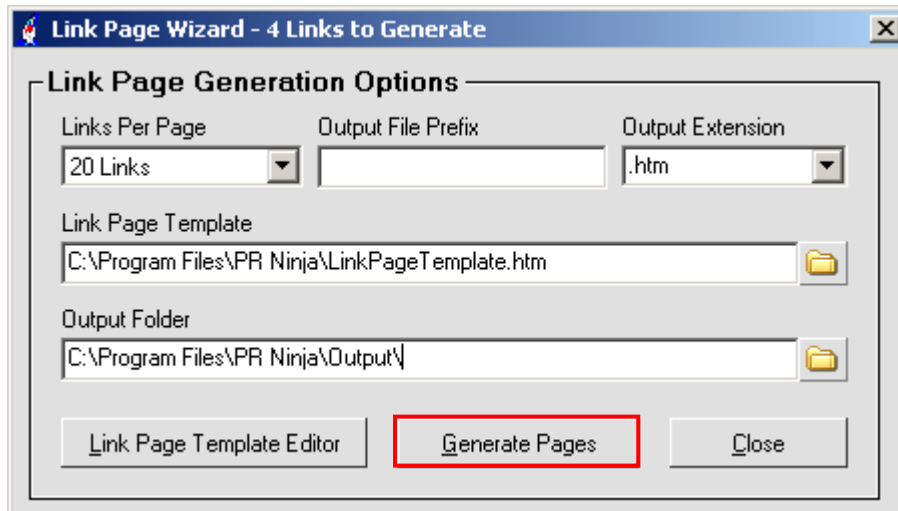 Link Page Wizard - 4 Links to Generate
Link Page Generation Options
Links Per Page Output File Prefix Output Extension
20 Links .htm
Link Page Template
C:\Program Files\PR Ninja\LinkPageTemplate.htm
Output Folder
C:\Program Files\PR Ninja\Output\
Link Page Template Editor Generate Pages Close